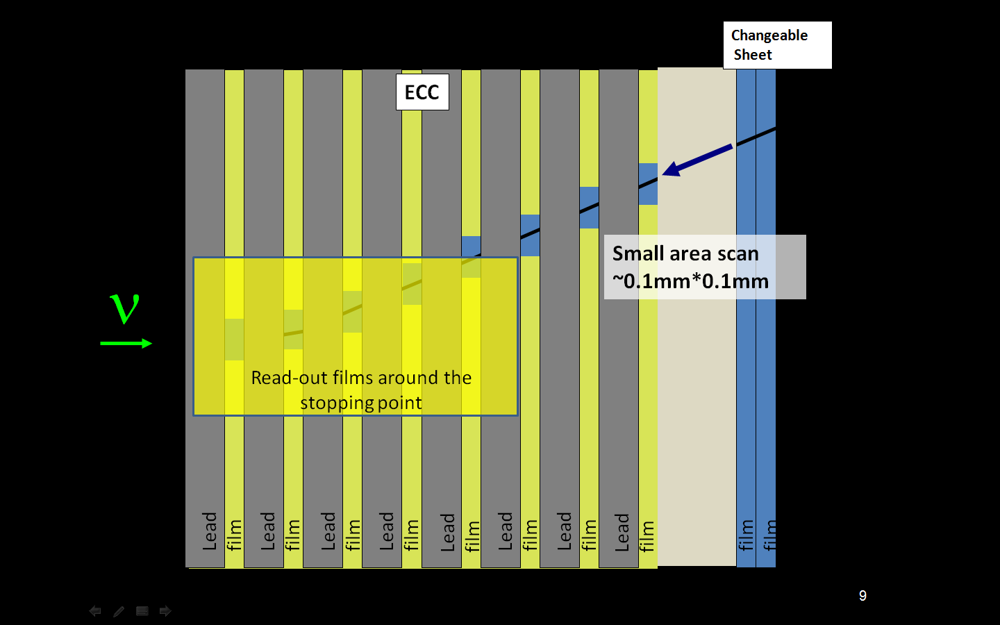 Changeable
Sheet
ECC
Small area scan
~0.1mm*0.1mm
ν
Read-out films around the
stopping point
Lead
film
Lead
film
Lead
film
Lead
film
Lead
film
Lead
film
Lead
film
Lead
film
film
film
9